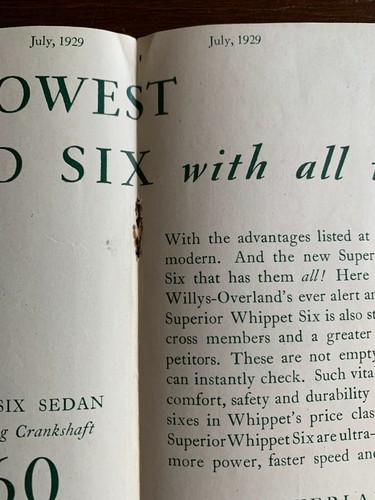 July, 1929
July, 1929
OWEST
SIX with all
With the advantages listed at
modern. And the new Super
Six that has them all! Here
Willys-Overland's ever alert an
Superior Whippet Six is also st
cross members and a greater
petitors. These are not empty
can instantly check. Such vita
comfort, safety and durability
sixes in Whippet's price clas
Superior Whippet Six are ultra-
more power, faster speed and
SIX SEDAN
g Crankshaft
60